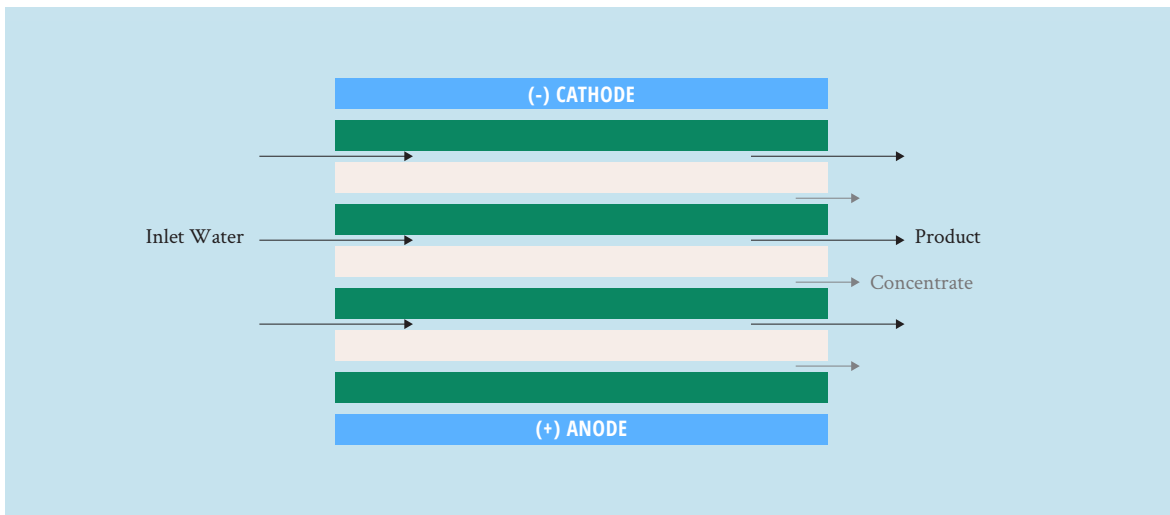 (-) CATHODE
Inlet Water
Product
Concentrate
(+) ANODE